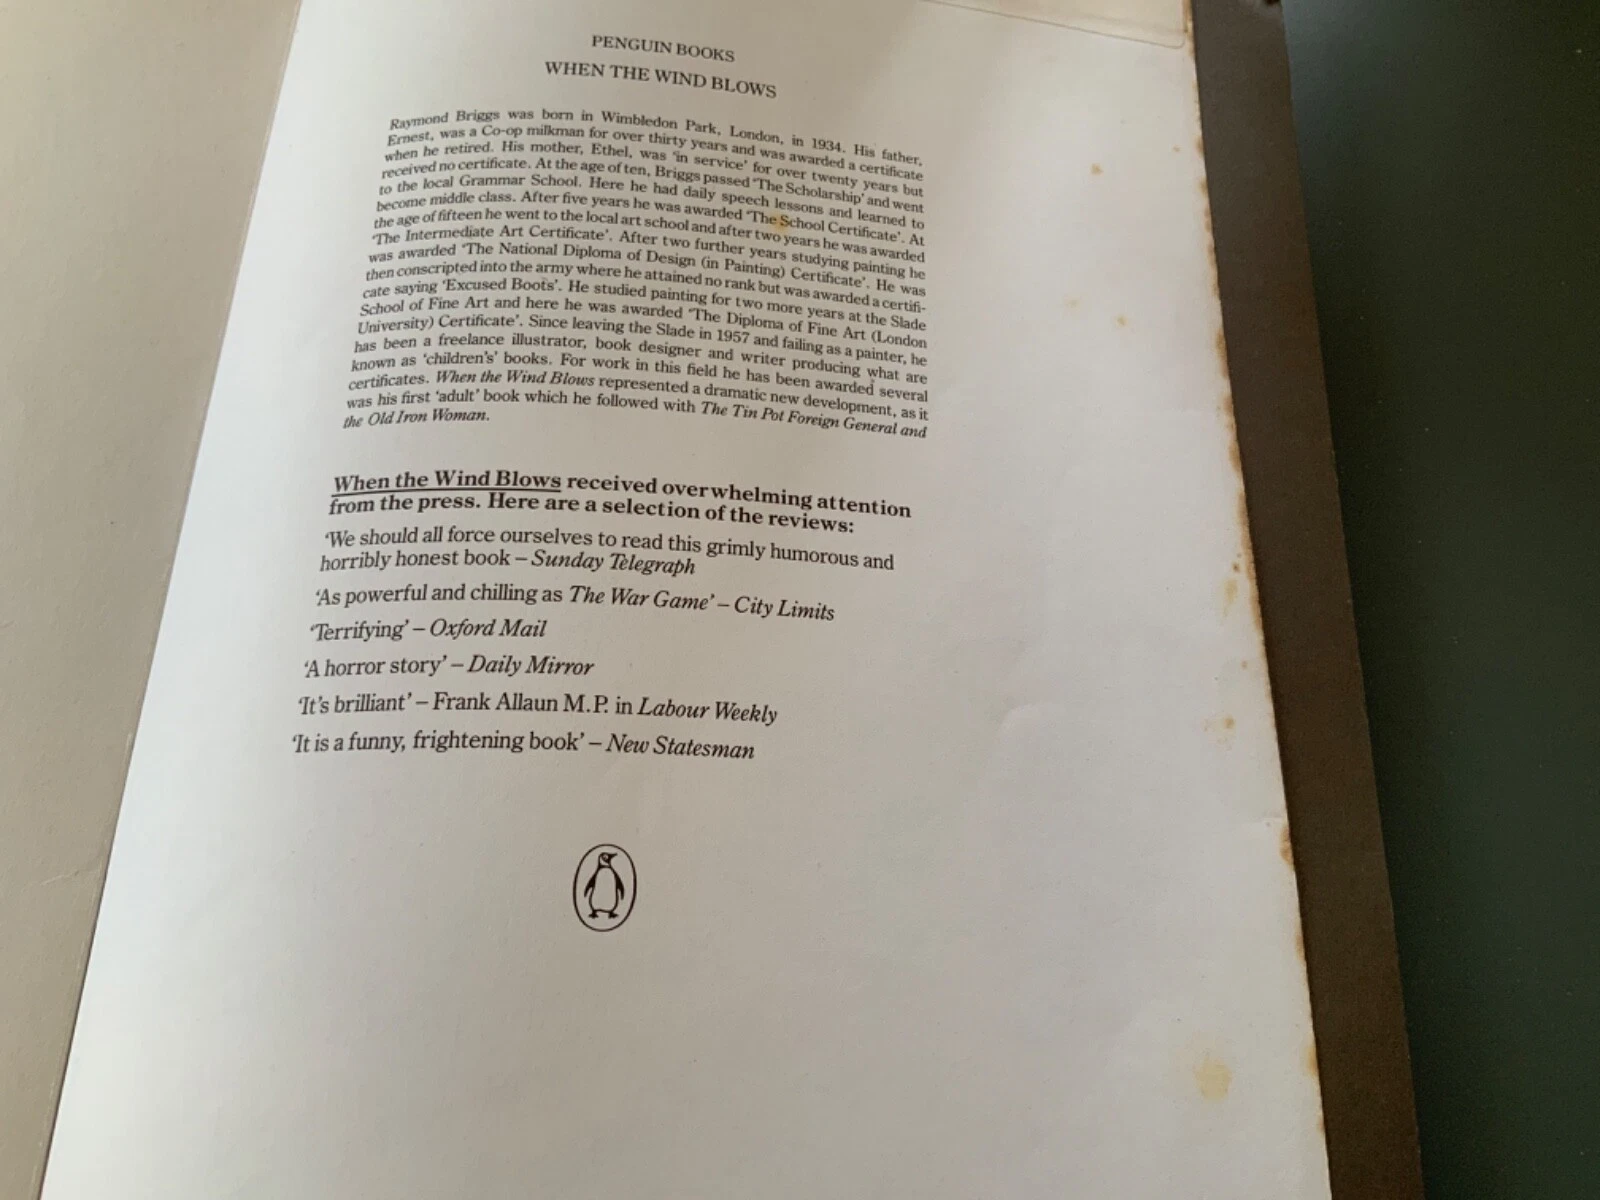 PENGUIN BOOKS
WHEN THE WIND BLOWS
Raymond Briggs was born in Wimbledon Park, London, in 1934. His father,
Ernest, was a Co-op milkman for over thirty years and was awarded a certificate
when he retired. His mother, Ethel, was 'in service' for over twenty years but
received no certificate. At the age of ten, Briggs passed 'The Scholarship' and went
to the local Grammar School. Here he had daily speech lessons and learned to
become middle class. After five years he was awarded 'The School Certificate'. At
the age of fifteen he went to the local art school and after two years he was awarded
'The Intermediate Art Certificate'. After two further years studying painting he
was awarded 'The National Diploma of Design (in Painting) Certificate'. He was
then conscripted into the army where he attained no rank but was awarded a certifi-
cate saying 'Excused Boots'. He studied painting for two more years at the Slade
School of Fine Art and here he was awarded 'The Diploma of Fine Art (London
University) Certificate'. Since leaving the Slade in 1957 and failing as a painter, he
has been a freelance illustrator, book designer and writer producing what are
known as 'children's' books. For work in this field he has been awarded several
certificates. When the Wind Blows represented a dramatic new development, as it
was his first 'adult' book which he followed with The Tin Pot Foreign General and
the Old Iron Woman.
When the Wind Blows received overwhelming attention
from the press. Here are a selection of the reviews:
'We should all force ourselves to read this grimly humorous and
horribly honest book – Sunday Telegraph
'As powerful and chilling as The War Game' – City Limits
'Terrifying' – Oxford Mail
'A horror story' – Daily Mirror
'It's brilliant' – Frank Allaun M.P. in Labour Weekly
'It is a funny, frightening book' – New Statesman